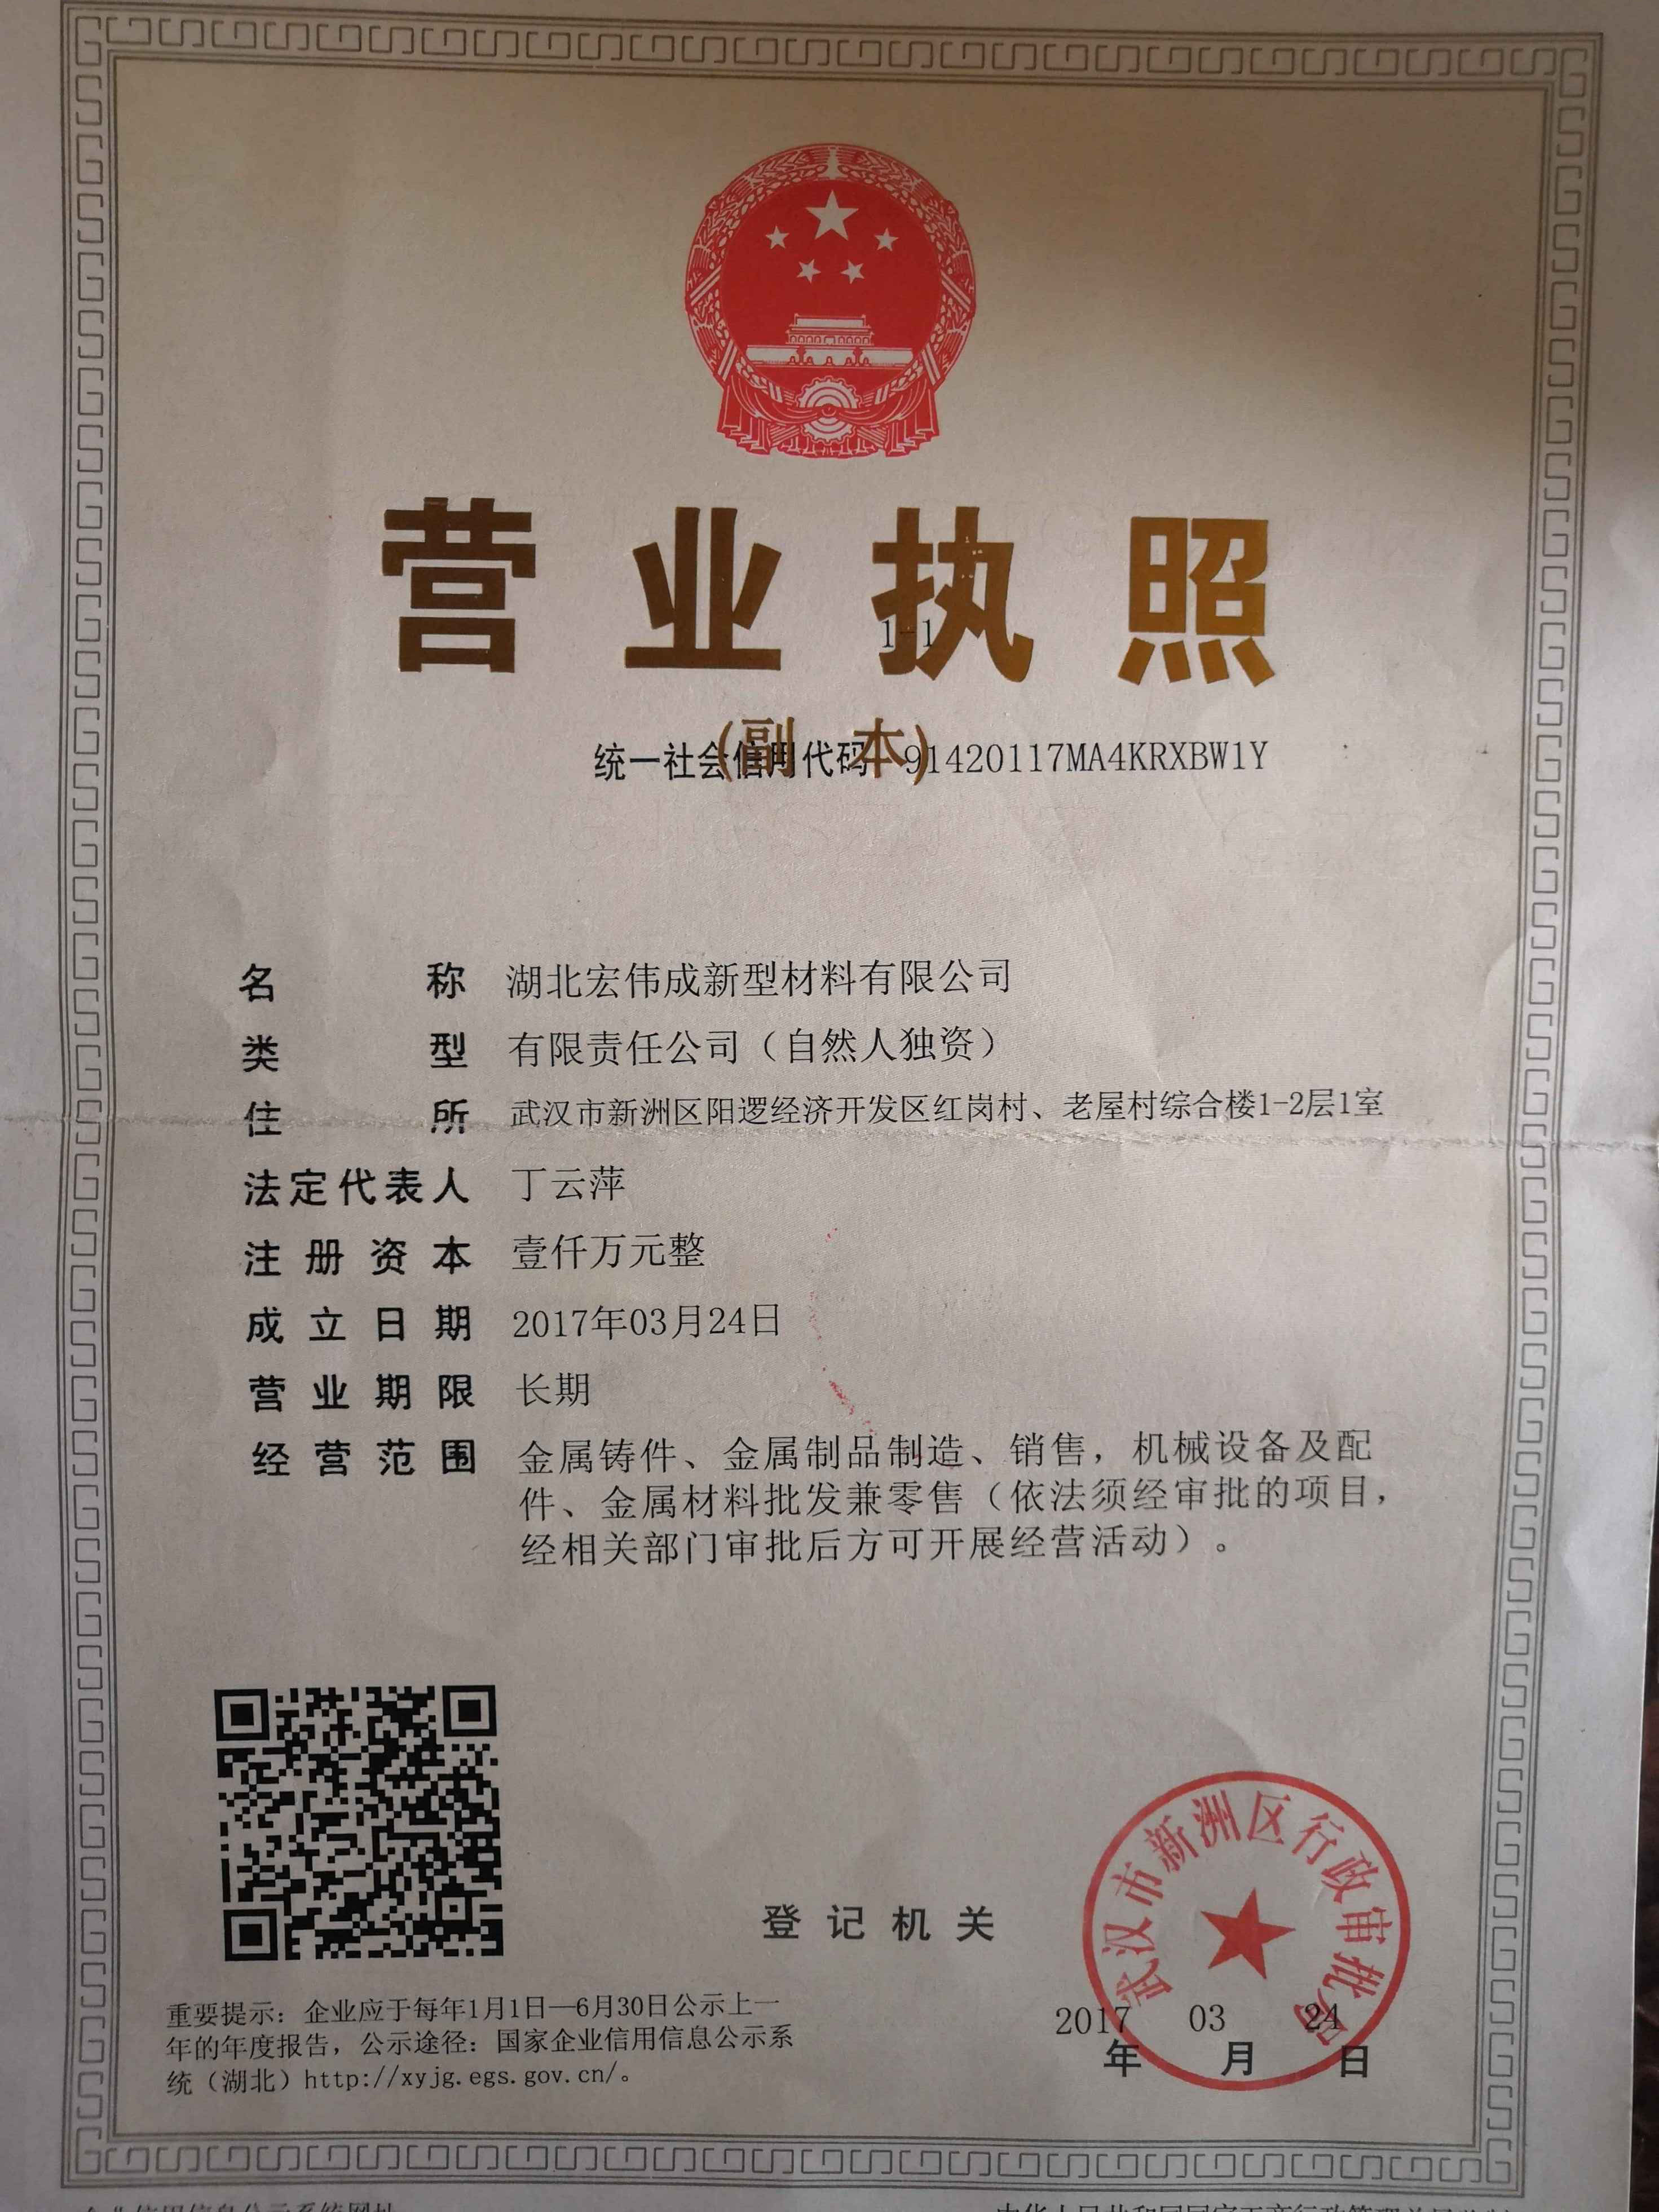 营业执照
1-1
(副本)
统一社会信用代码 91420117MA4KRXBW1Y
名称 湖北宏伟成新型材料有限公司
类型 有限责任公司（自然人独资）
住所 武汉市新洲区阳逻经济开发区红岗村、老屋村综合楼1-2层1室
法定代表人 丁云萍
注册资本 壹仟万元整
成立日期 2017年03月24日
营业期限 长期
经营范围 金属铸件、金属制品制造、销售，机械设备及配
件、金属材料批发兼零售（依法须经审批的项目，
经相关部门审批后方可开展经营活动）。
登记机关
武汉市新洲区行政审批局
2017 03 24
年 月 日
重要提示：企业应于每年1月1日—6月30日公示上一
年的年度报告，公示途径：国家企业信用信息公示系
统（湖北）http://xyjg.egs.gov.cn/。